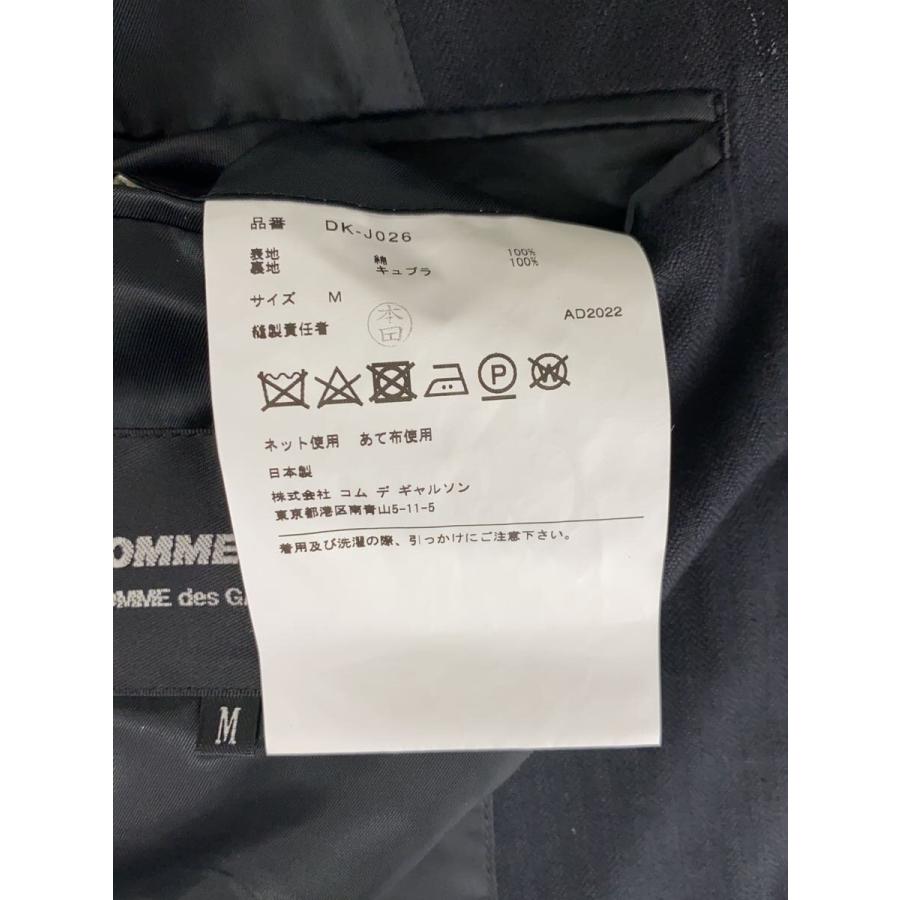 品番 DK-J026
表地 綿 100%
裏地 キュプラ 100%
サイズ M
縫製責任者 本田 AD2022
P W
ネット使用 あて布使用
日本製
株式会社 コム デ ギャルソン
東京都港区南青山5-11-5
着用及び洗濯の際、引っかけにご注意下さい。
OMME
OMME des GA
M